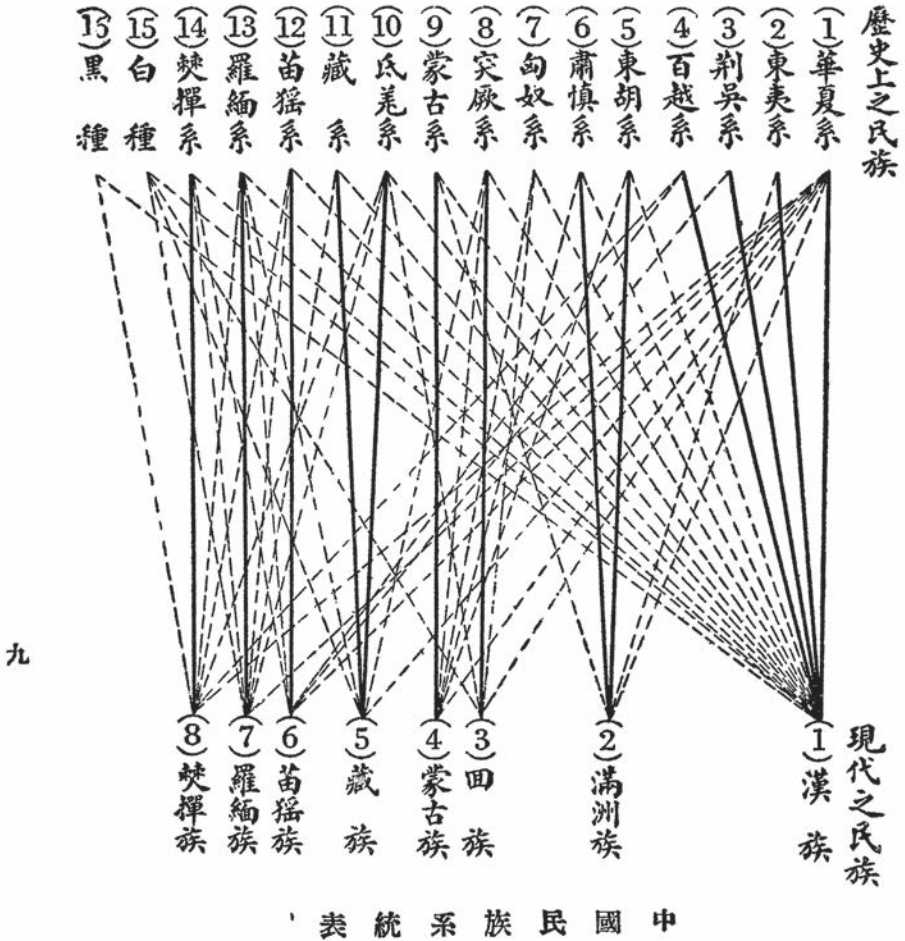 歷史上之民族
(1)華夏系
(2)東夷系
(3)荆吳系
(4)百越系
(5)東胡系
(6)肅慎系
(7)匈奴系
(8)突厥系
(9)蒙古系
(10)氐羌系
(11)藏系
(12)苗猺系
(13)羅緬系
(14)僰撣系
(15)白種
(15)黑種
現代之民族
(1)漢族
(2)滿洲族
(3)回族
(4)蒙古族
(5)藏族
(6)苗猺族
(7)羅緬族
(8)僰撣族
中國民族系統表
九